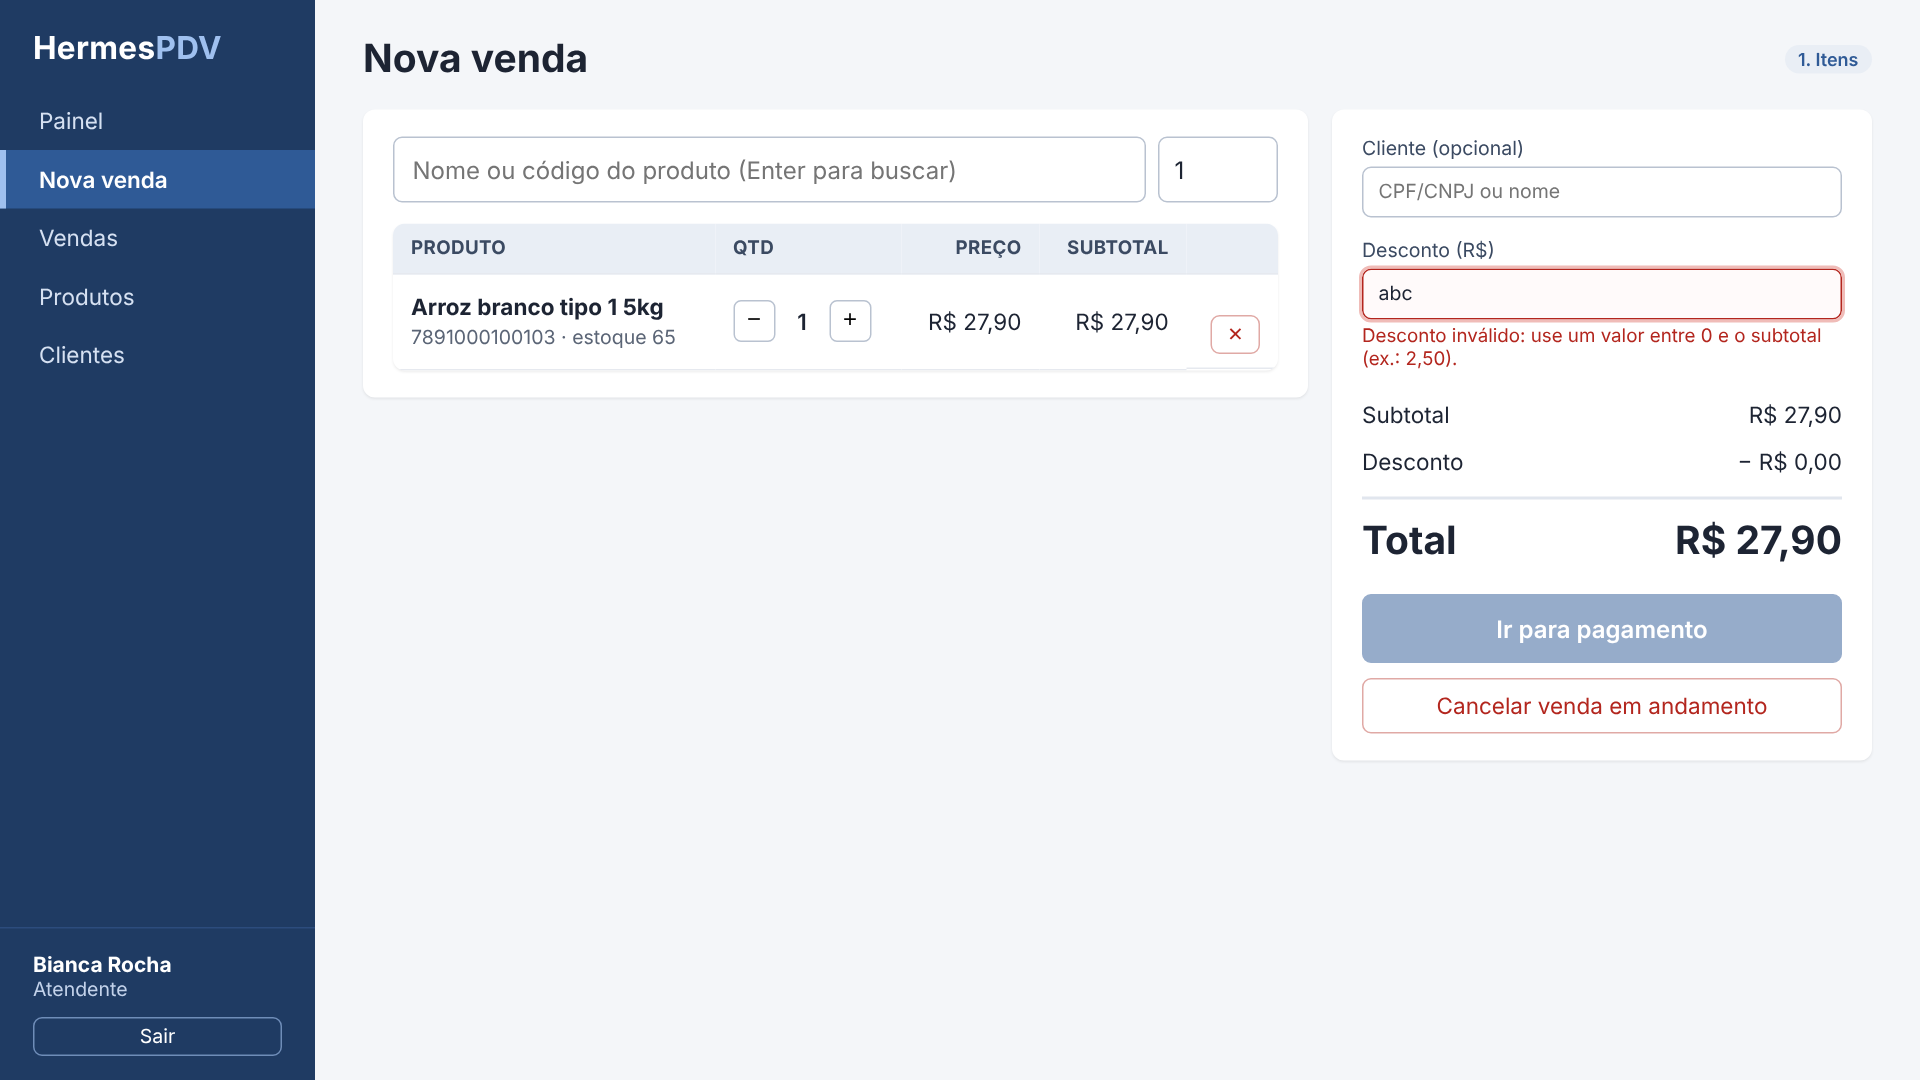 HermesPDV
Painel
Nova venda
Vendas
Produtos
Clientes
Bianca Rocha
Atendente
Sair
Nova venda
1. Itens
Nome ou código do produto (Enter para buscar)
1
PRODUTO QTD PREÇO SUBTOTAL
Arroz branco tipo 1 5kg
7891000100103 · estoque 65
− 1 + R$ 27,90 R$ 27,90 ✕
Cliente (opcional)
CPF/CNPJ ou nome
Desconto (R$)
abc
Desconto inválido: use um valor entre 0 e o subtotal
(ex.: 2,50).
Subtotal R$ 27,90
Desconto − R$ 0,00
Total R$ 27,90
Ir para pagamento
Cancelar venda em andamento